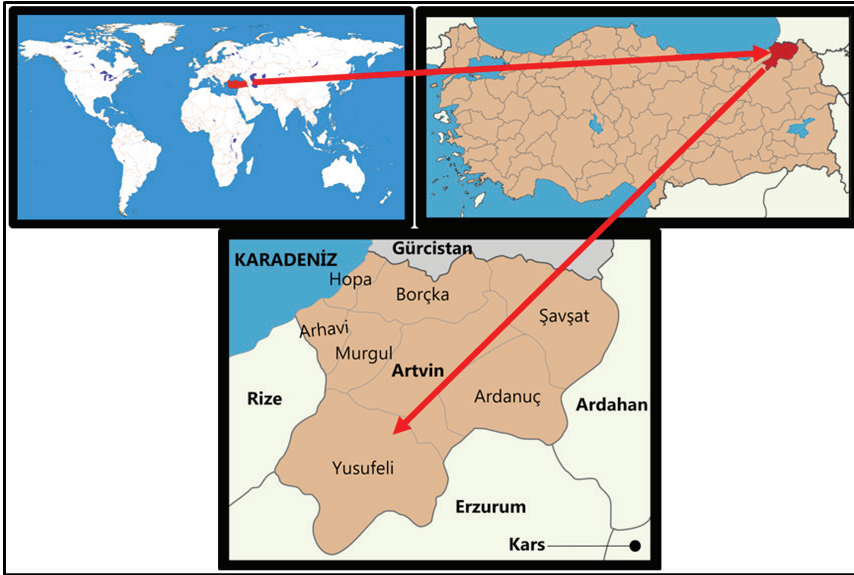 Gürcistan
KARADENİZ
Hopa
Borçka
Şavşat
Arhavi
Murgul
Artvin
Rize
Ardanuç
Ardahan
Yusufeli
Erzurum
Kars